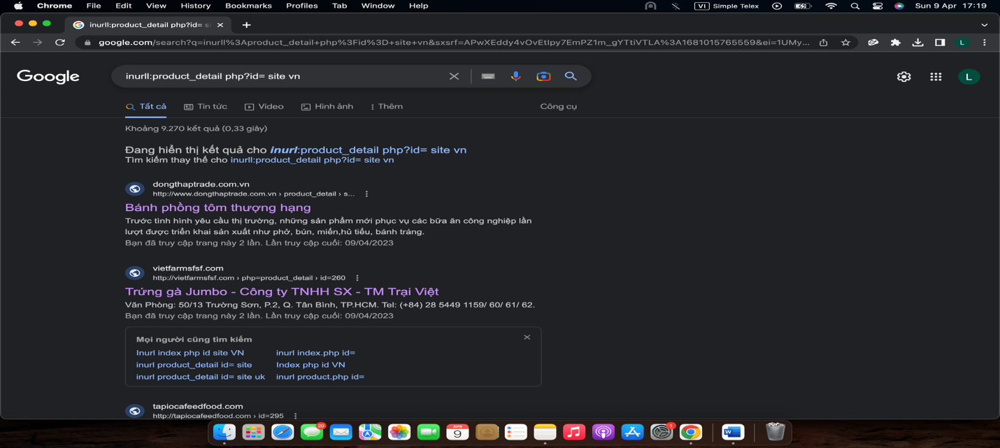 Chrome File Edit View History Bookmarks Profiles Tab Window Help VI Simple Telex Sun 9 Apr 17:19
inurll:product_detail php?id= s
google.com/search?q=inurll%3Aproduct_detail+php%3Fid%3D+site+vn&sxsrf=APwXEddy4vOvEtIpy7EmPZ1m_gYTtiVTLA%3A1681015765559&ei=1UMy... L
Google inurll:product_detail php?id= site vn L
Tất cả Tin tức Video Hình ảnh Thêm Công cụ
Khoảng 9.270 kết quả (0,33 giây)
Đang hiển thị kết quả cho inurl:product_detail php?id= site vn
Tìm kiếm thay thế cho inurll:product_detail php?id= site vn
dongthaptrade.com.vn
http://www.dongthaptrade.com.vn › product_detail › s...
Bánh phồng tôm thượng hạng
Trước tình hình yêu cầu thị trường, những sản phẩm mới phục vụ các bữa ăn công nghiệp lần
lượt được triển khai sản xuất như phở, bún, miến,hủ tiếu, bánh tráng.
Bạn đã truy cập trang này 2 lần. Lần truy cập cuối: 09/04/2023
vietfarmsfsf.com
http://vietfarmsfsf.com › php=product_detail › id=260
Trứng gà Jumbo - Công ty TNHH SX - TM Trại Việt
Văn Phòng: 50/13 Trường Sơn, P.2, Q. Tân Bình, TP.HCM. Tel: (+84) 28 5449 1159/ 60/ 61/ 62.
Bạn đã truy cập trang này 2 lần. Lần truy cập cuối: 09/04/2023
Mọi người cũng tìm kiếm
Inurl index php id site VN inurl index.php id=
inurl product_detail id= site Index php id VN
inurl product_detail id= site uk inurl product.php id=
tapiocafeedfood.com
http://tapiocafeedfood.com › id=295
20 APR 9 1